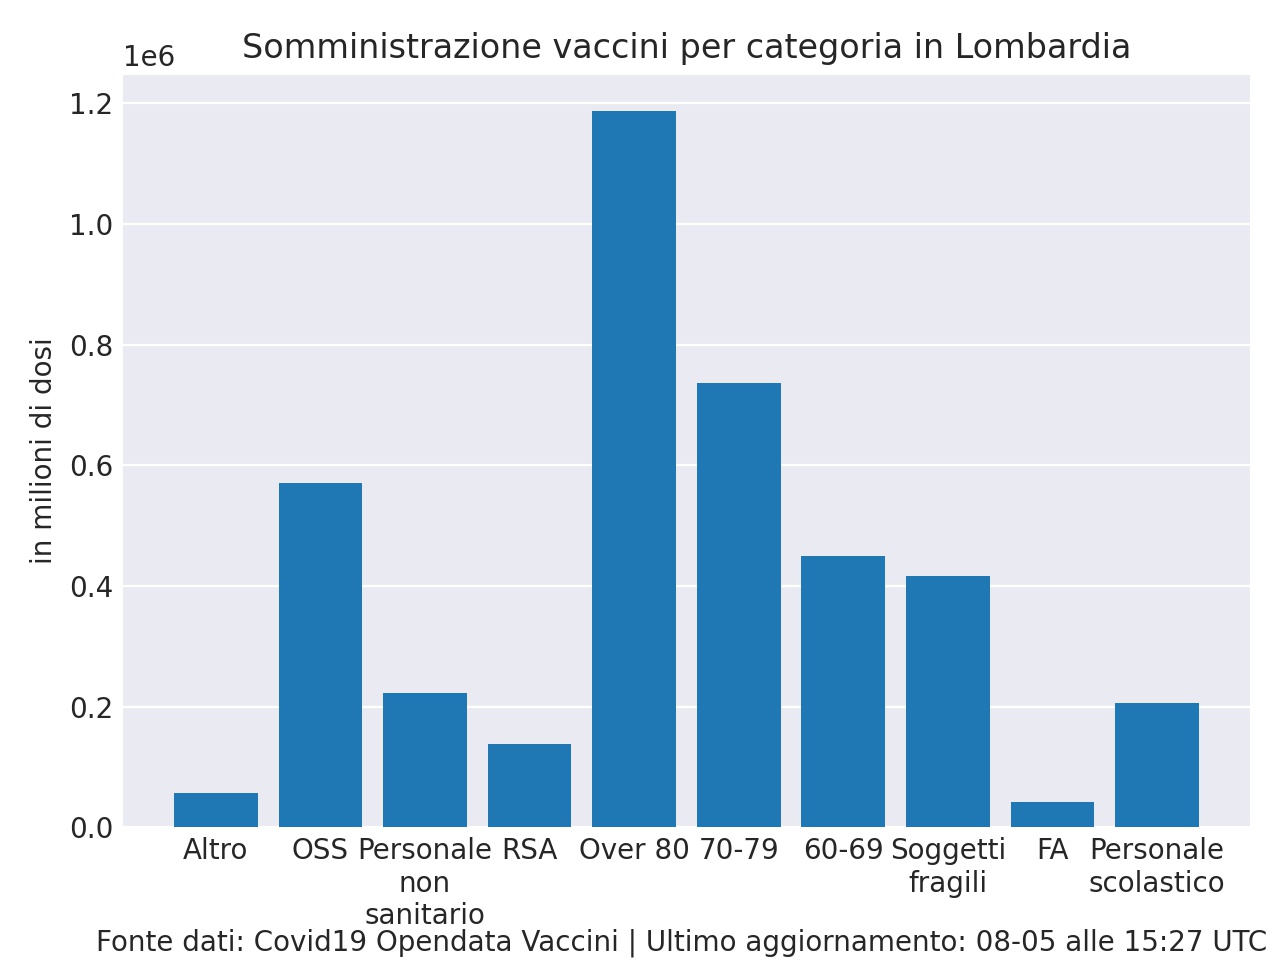 Somministrazione vaccini per categoria in Lombardia
1e6
1.2
1.0
0.8
0.6
0.4
0.2
0.0
in milioni di dosi
Altro
OSS
Personale
non
sanitario
RSA
Over 80
70-79
60-69
Soggetti
fragili
FA
Personale
scolastico
Fonte dati: Covid19 Opendata Vaccini | Ultimo aggiornamento: 08-05 alle 15:27 UTC